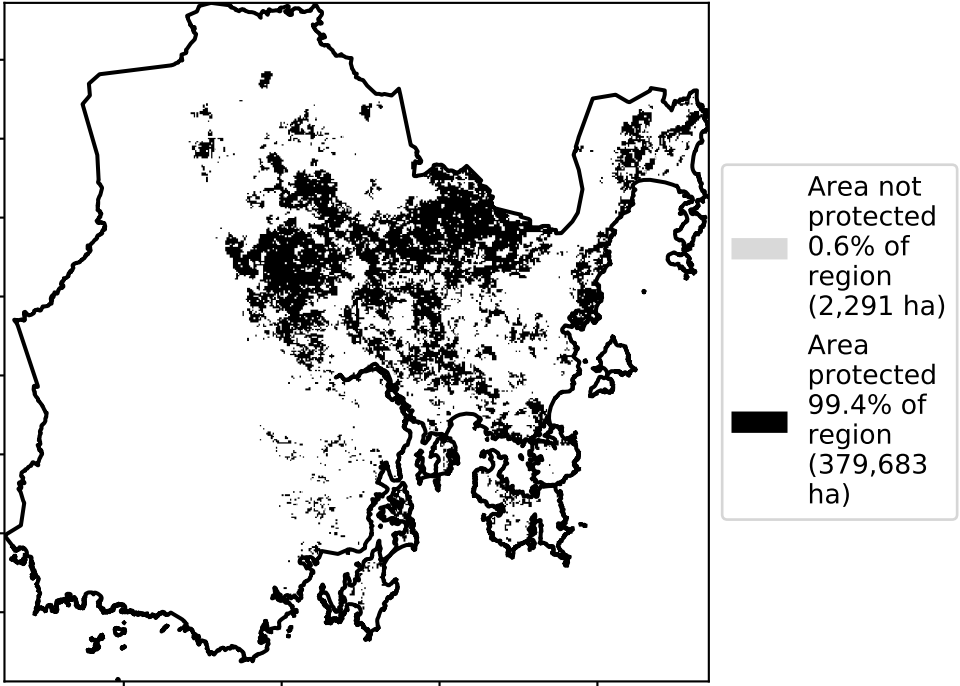 Area not
protected
0.6% of
region
(2,291 ha)
Area
protected
99.4% of
region
(379,683
ha)